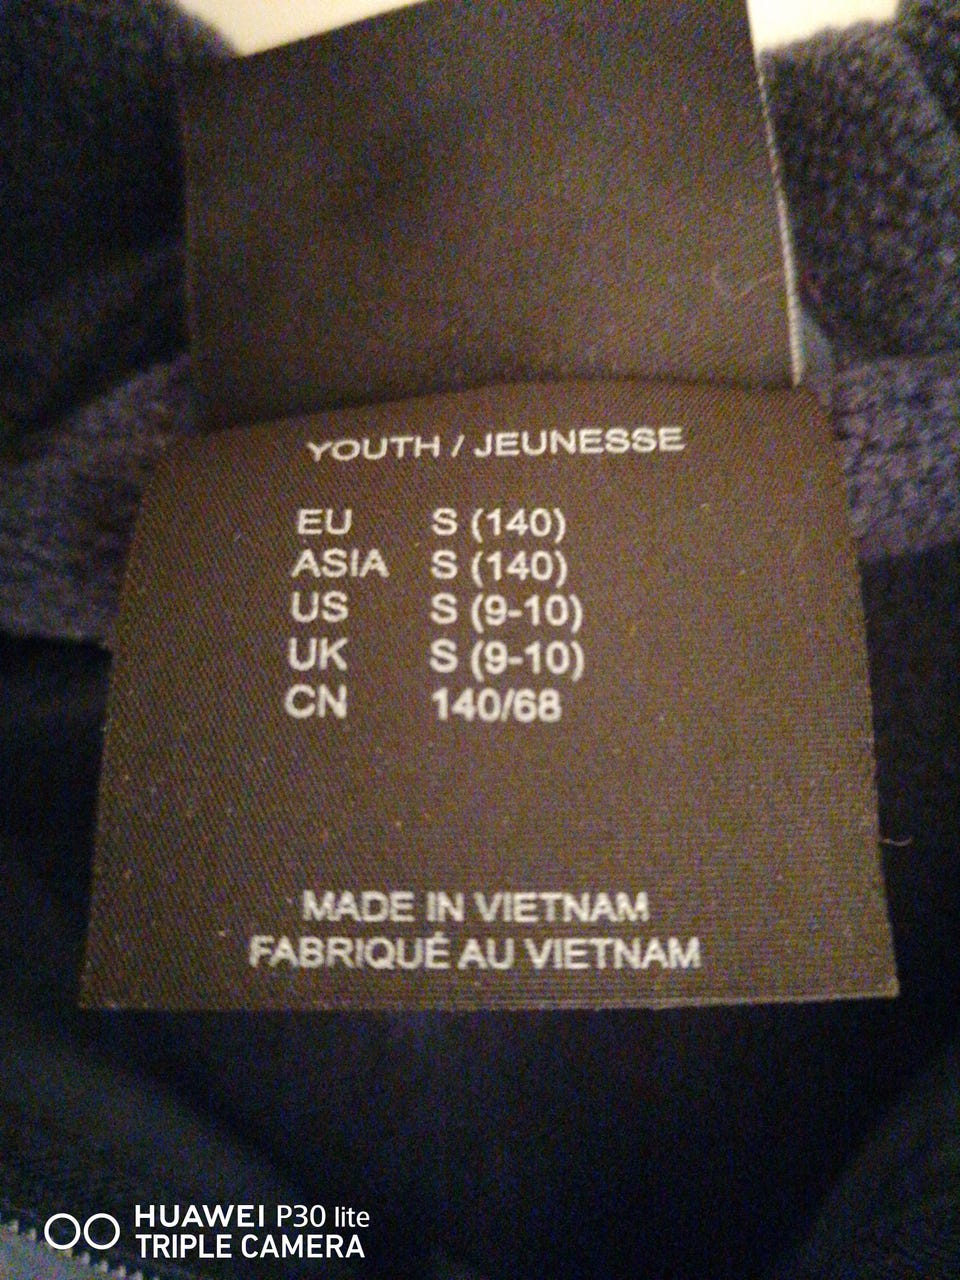 YOUTH / JEUNESSE
EU S (140)
ASIA S (140)
US S (9-10)
UK S (9-10)
CN 140/68
MADE IN VIETNAM
FABRIQUÉ AU VIETNAM
HUAWEI P30 lite
TRIPLE CAMERA